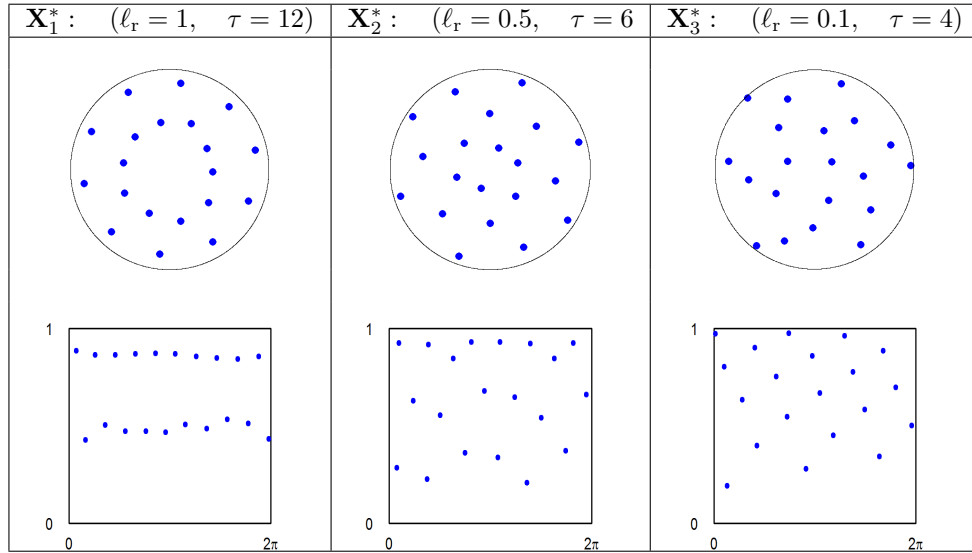 X₁* : (ℓr = 1, τ = 12) X₂* : (ℓr = 0.5, τ = 6 X₃* : (ℓr = 0.1, τ = 4)
1 1 1
0 0 0
0 2π 0 2π 0 2π